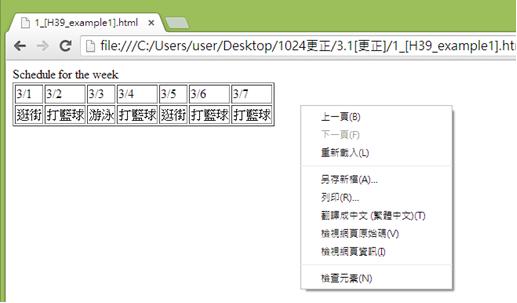 1_[H39_example1].html
file:///C:/Users/user/Desktop/1024更正/3.1[更正]/1_[H39_example1].ht
Schedule for the week
3/1 3/2 3/3 3/4 3/5 3/6 3/7
逛街 打籃球 游泳 打籃球 逛街 打籃球 打籃球
上一頁(B)
下一頁(F)
重新載入(L)
另存新檔(A)...
列印(R)...
翻譯成中文 (繁體中文)(T)
檢視網頁原始碼(V)
檢視網頁資訊(I)
檢查元素(N)